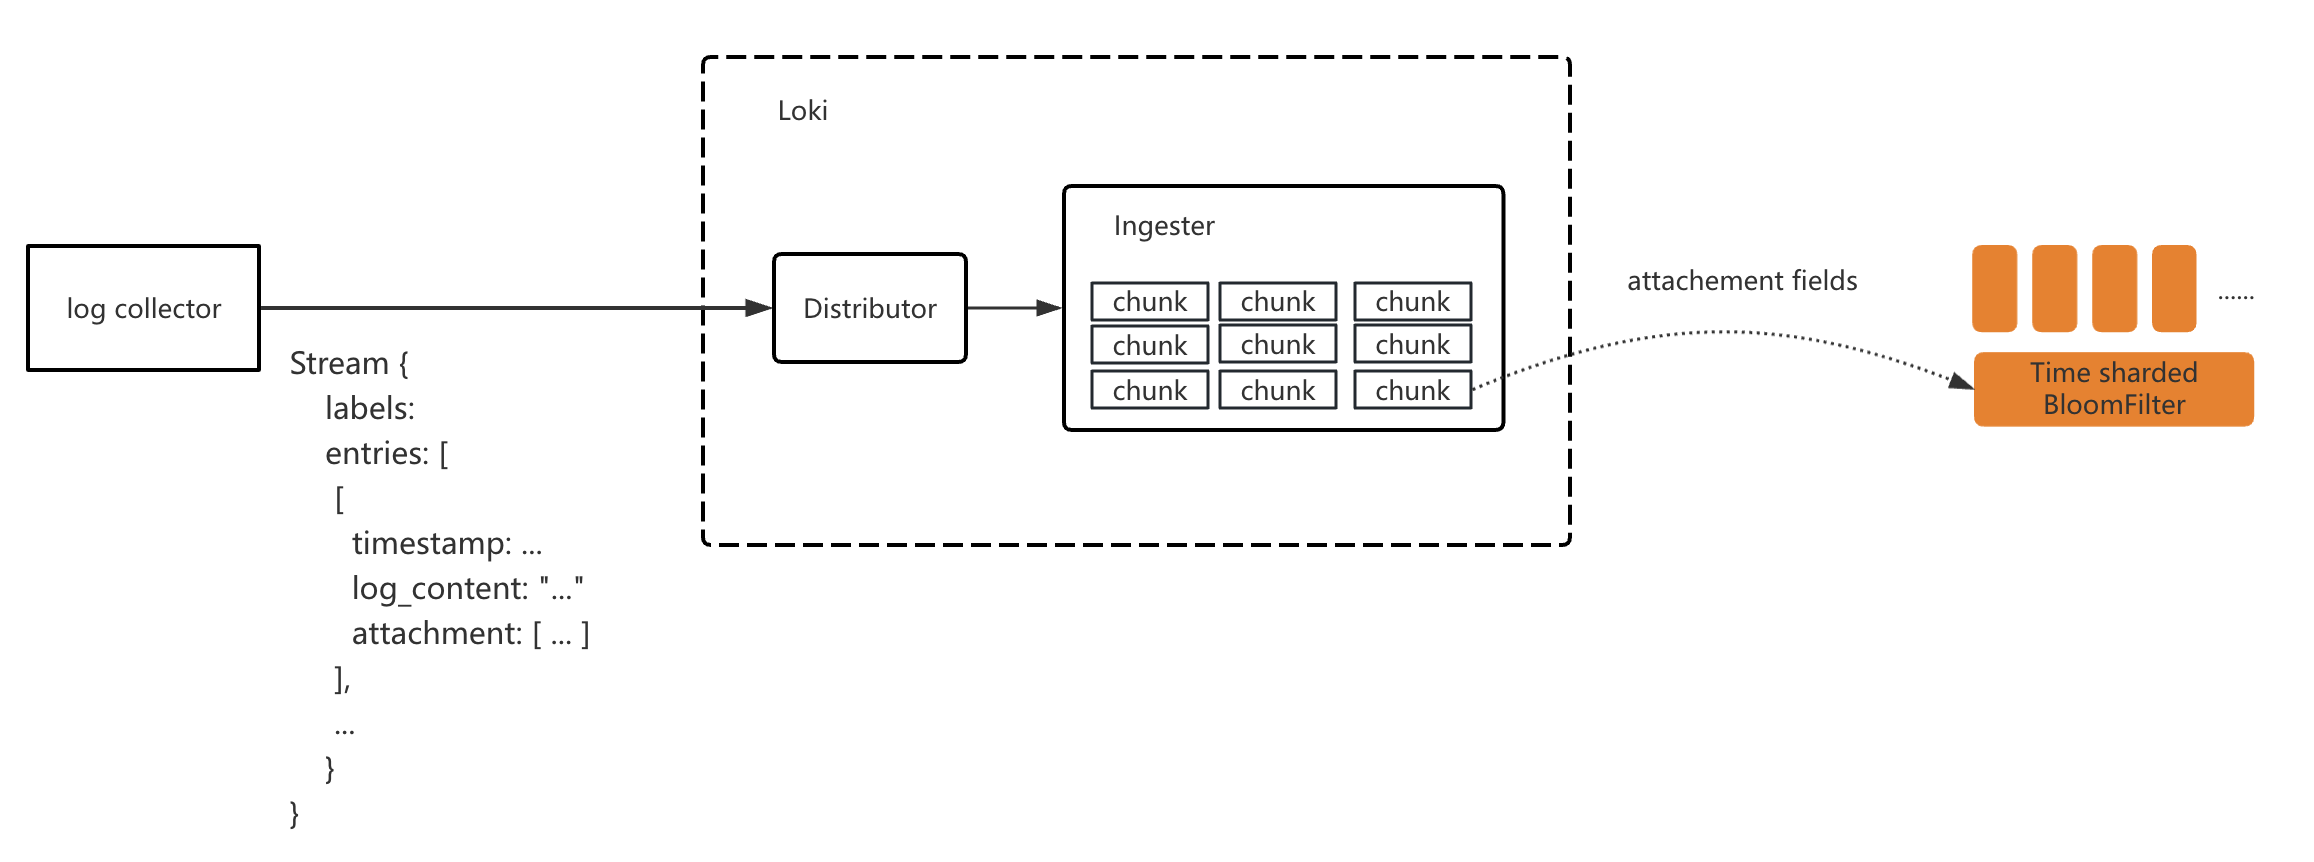 Loki
log collector
Distributor
Ingester
chunk chunk chunk
chunk chunk chunk
chunk chunk chunk
attachement fields
......
Time sharded
BloomFilter
Stream {
labels:
entries: [
[
timestamp: ...
log_content: "..."
attachment: [ ... ]
],
...
}
}